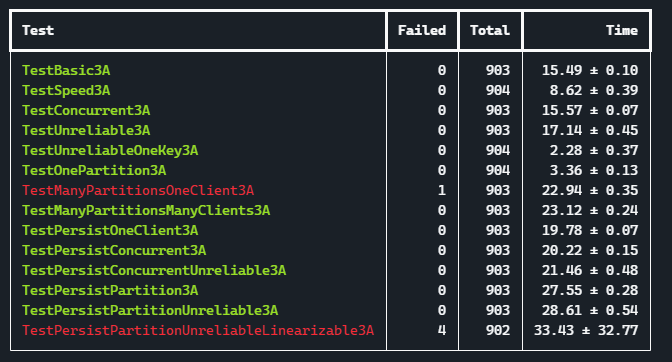 Test Failed Total Time
TestBasic3A 0 903 15.49 ± 0.10
TestSpeed3A 0 904 8.62 ± 0.39
TestConcurrent3A 0 903 15.57 ± 0.07
TestUnreliable3A 0 903 17.14 ± 0.45
TestUnreliableOneKey3A 0 904 2.28 ± 0.37
TestOnePartition3A 0 904 3.36 ± 0.13
TestManyPartitionsOneClient3A 1 903 22.94 ± 0.35
TestManyPartitionsManyClients3A 0 903 23.12 ± 0.24
TestPersistOneClient3A 0 903 19.78 ± 0.07
TestPersistConcurrent3A 0 903 20.22 ± 0.15
TestPersistConcurrentUnreliable3A 0 903 21.46 ± 0.48
TestPersistPartition3A 0 903 27.55 ± 0.28
TestPersistPartitionUnreliable3A 0 903 28.61 ± 0.54
TestPersistPartitionUnreliableLinearizable3A 4 902 33.43 ± 32.77